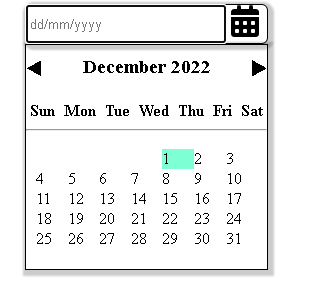 dd/mm/yyyy
December 2022
Sun Mon Tue Wed Thu Fri Sat
1 2 3
4 5 6 7 8 9 10
11 12 13 14 15 16 17
18 19 20 21 22 23 24
25 26 27 28 29 30 31